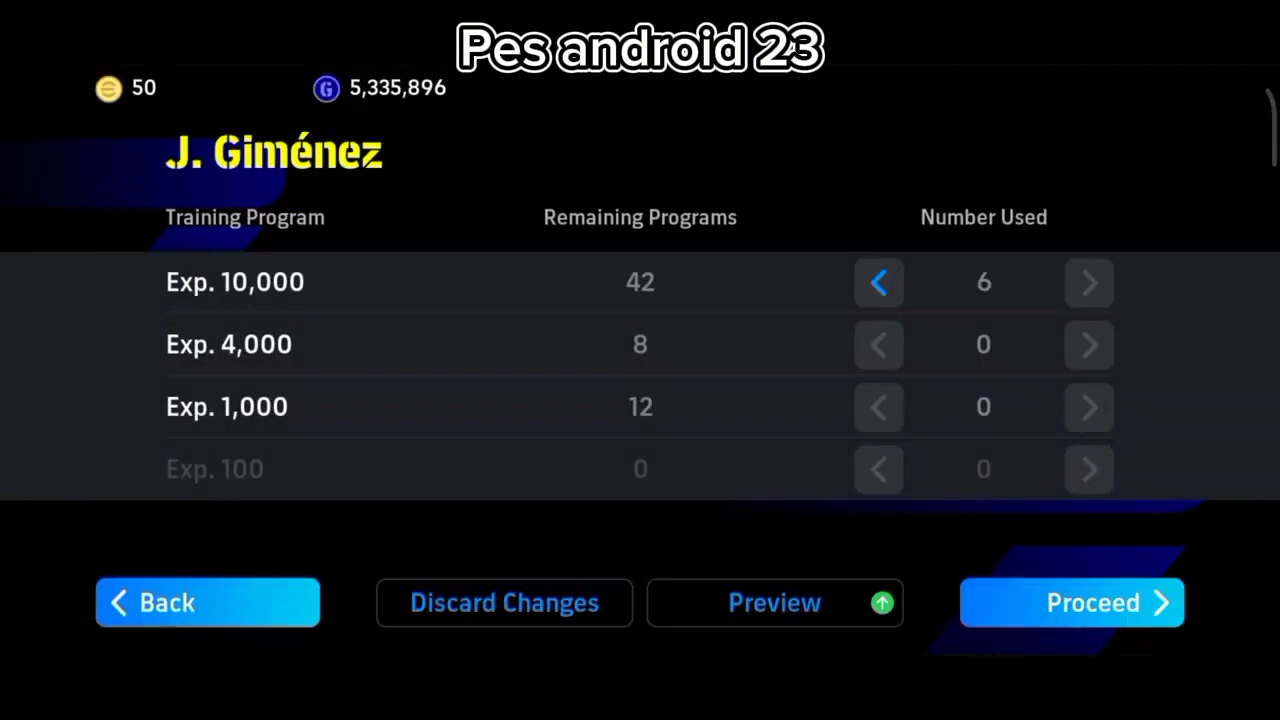 Pes android 23
50 5,335,896
J. Giménez
Training Program Remaining Programs Number Used
Exp. 10,000 42 6
Exp. 4,000 8 0
Exp. 1,000 12 0
Exp. 100 0 0
Back Discard Changes Preview Proceed